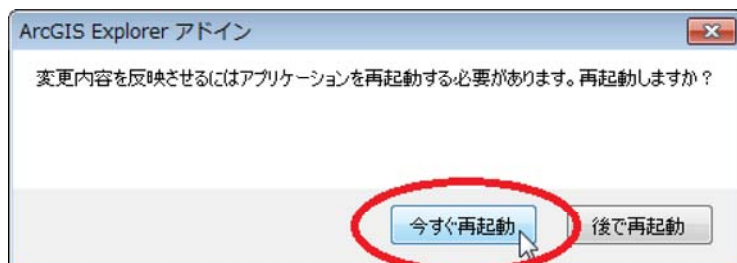 ArcGIS Explorer アドイン
変更内容を反映させるにはアプリケーションを再起動する必要があります。再起動しますか？
今すぐ再起動
後で再起動